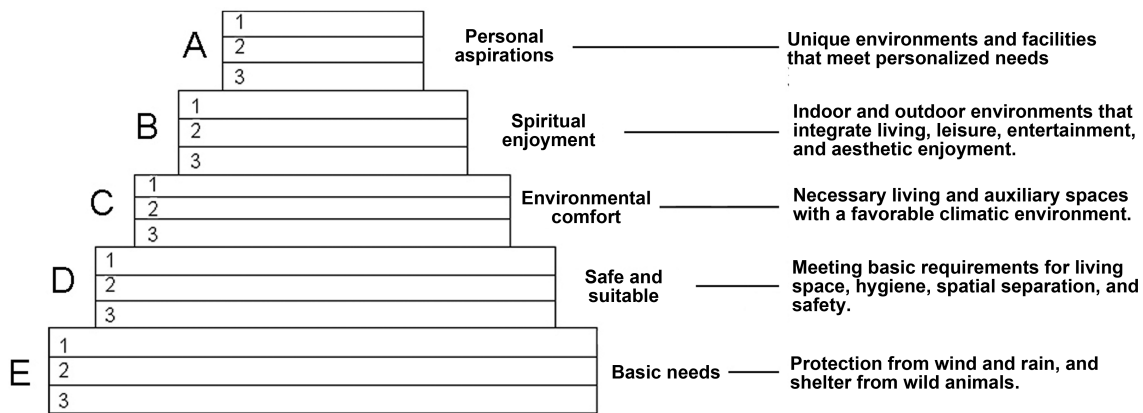 A
1
2
3
Personal
aspirations
Unique environments and facilities
that meet personalized needs
B
1
2
3
Spiritual
enjoyment
Indoor and outdoor environments that
integrate living, leisure, entertainment,
and aesthetic enjoyment.
C
1
2
3
Environmental
comfort
Necessary living and auxiliary spaces
with a favorable climatic environment.
D
1
2
3
Safe and
suitable
Meeting basic requirements for living
space, hygiene, spatial separation, and
safety.
E
1
2
3
Basic needs
Protection from wind and rain, and
shelter from wild animals.